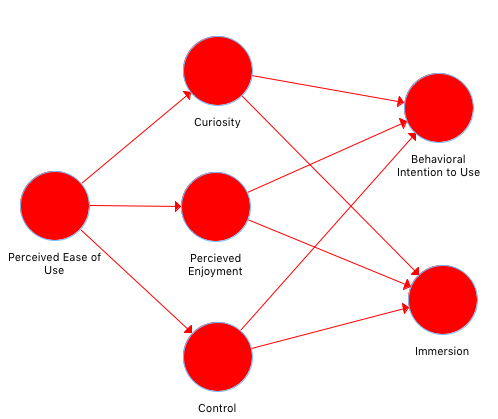 Curiosity
Behavioral
Intention to Use
Perceived Ease of
Use
Percieved
Enjoyment
Immersion
Control